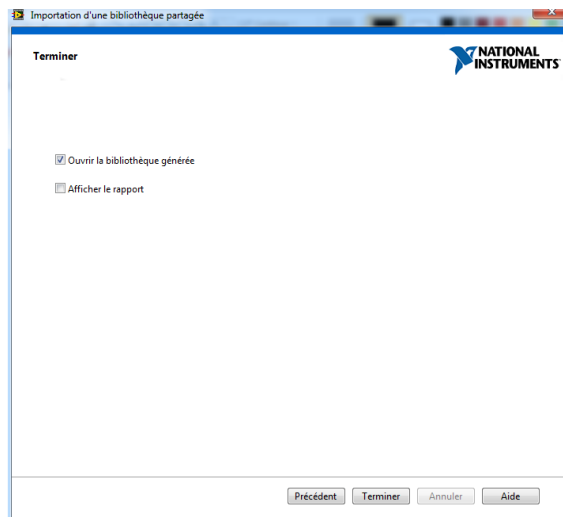 Importation d'une bibliothèque partagée
Terminer
NATIONAL
INSTRUMENTS
Ouvrir la bibliothèque générée
Afficher le rapport
Précédent
Terminer
Annuler
Aide